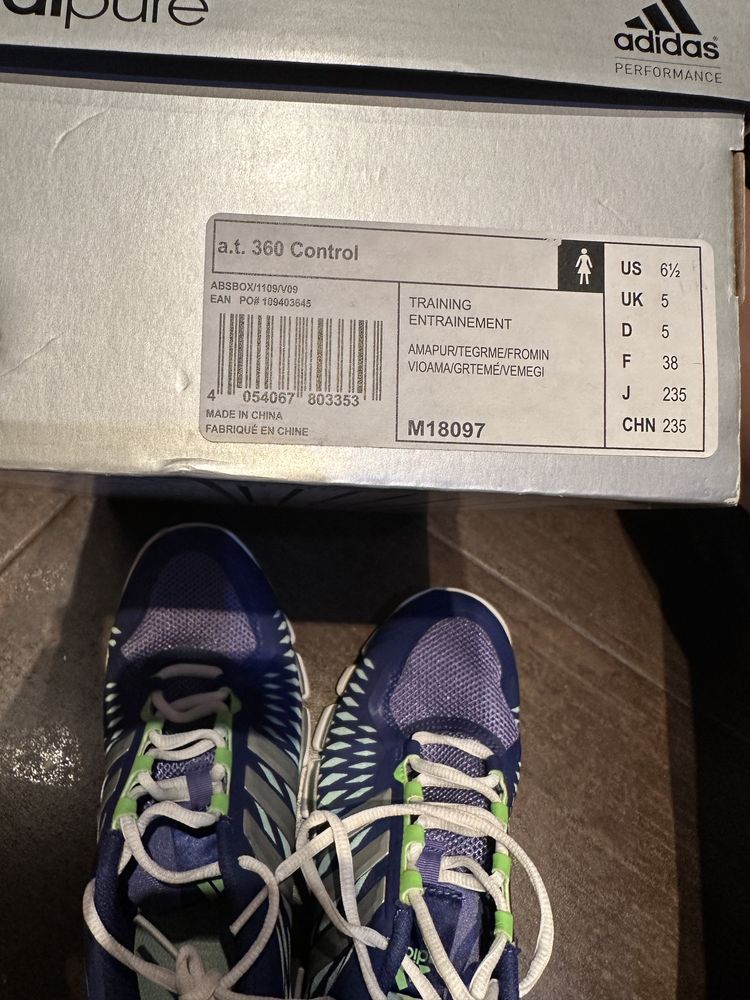 adipure
adidas
PERFORMANCE
a.t. 360 Control
ABSBOX/1109/V09
EAN PO# 109403645
4 054067 803353
MADE IN CHINA
FABRIQUÉ EN CHINE
TRAINING
ENTRAINEMENT
AMAPUR/TEGRME/FROMIN
VIOAMA/GRTEMÉ/VEMEGI
M18097
US 6½
UK 5
D 5
F 38
J 235
CHN 235